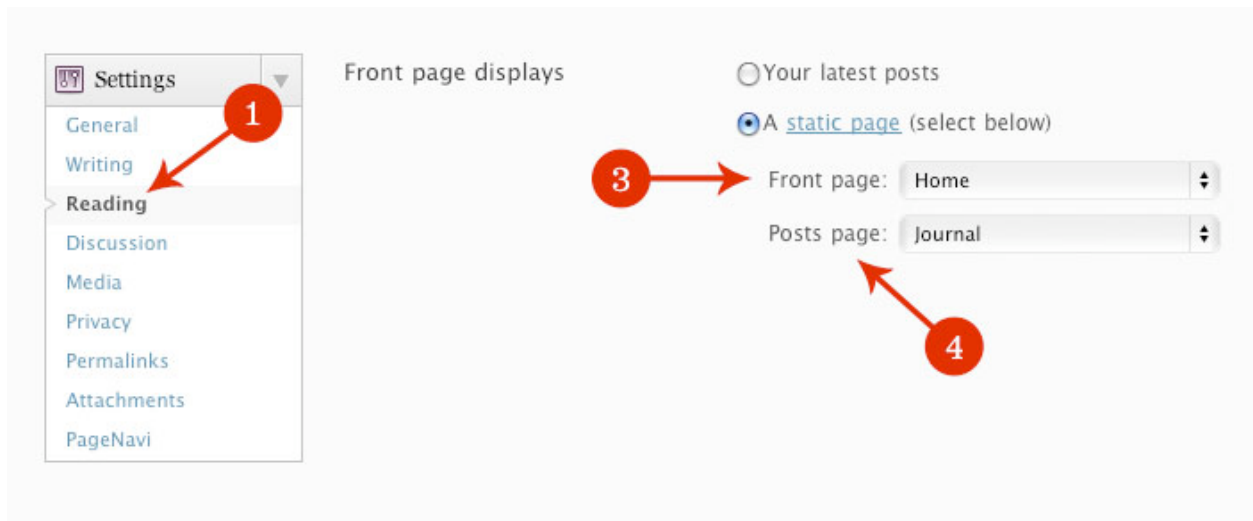 Settings
1
General
Writing
Reading
Discussion
Media
Privacy
Permalinks
Attachments
PageNavi
Front page displays
Your latest posts
A static page (select below)
3
Front page: Home
Posts page: Journal
4